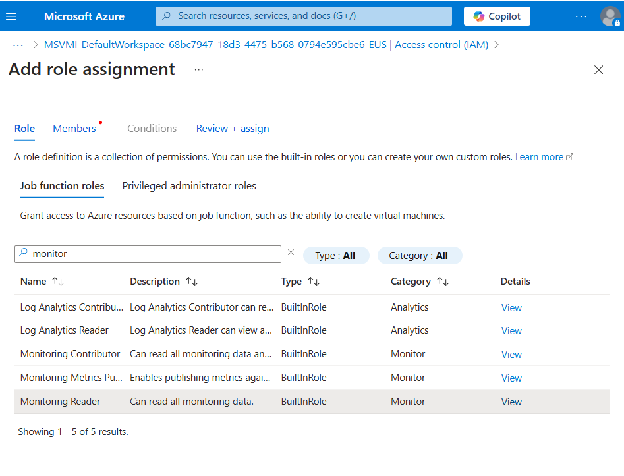 Microsoft Azure
Search resources, services, and docs (G+/)
Copilot
...
... > MSVMI-DefaultWorkspace-68bc7947-18d3-4475-b568-0794e595cbe6-EUS | Access control (IAM) >
Add role assignment ...
Role Members Conditions Review + assign
A role definition is a collection of permissions. You can use the built-in roles or you can create your own custom roles. Learn more
Job function roles Privileged administrator roles
Grant access to Azure resources based on job function, such as the ability to create virtual machines.
monitor
Type : All
Category : All
Name ↑↓ Description ↑↓ Type ↑↓ Category ↑↓ Details
Log Analytics Contribu... Log Analytics Contributor can re... BuiltInRole Analytics View
Log Analytics Reader Log Analytics Reader can view a... BuiltInRole Analytics View
Monitoring Contributor Can read all monitoring data an... BuiltInRole Monitor View
Monitoring Metrics Pu... Enables publishing metrics agai... BuiltInRole Monitor View
Monitoring Reader Can read all monitoring data. BuiltInRole Monitor View
Showing 1 - 5 of 5 results.